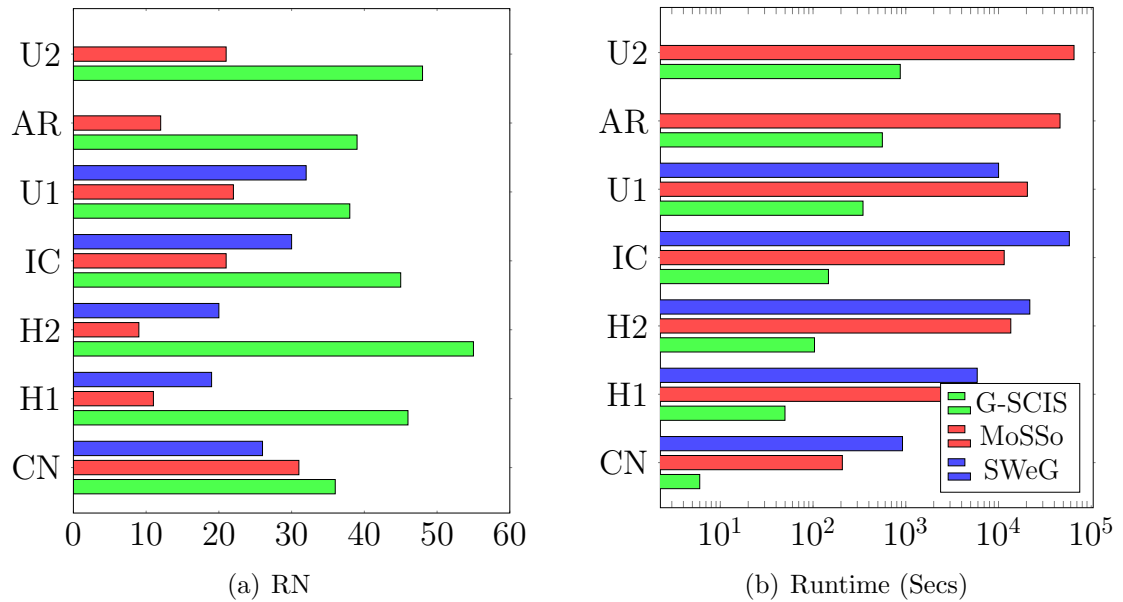 U2
AR
U1
IC
H2
H1
CN
0 10 20 30 40 50 60
(a) RN
U2
AR
U1
IC
H2
H1
CN
G-SCIS
MoSSo
SWeG
10^1 10^2 10^3 10^4 10^5
(b) Runtime (Secs)